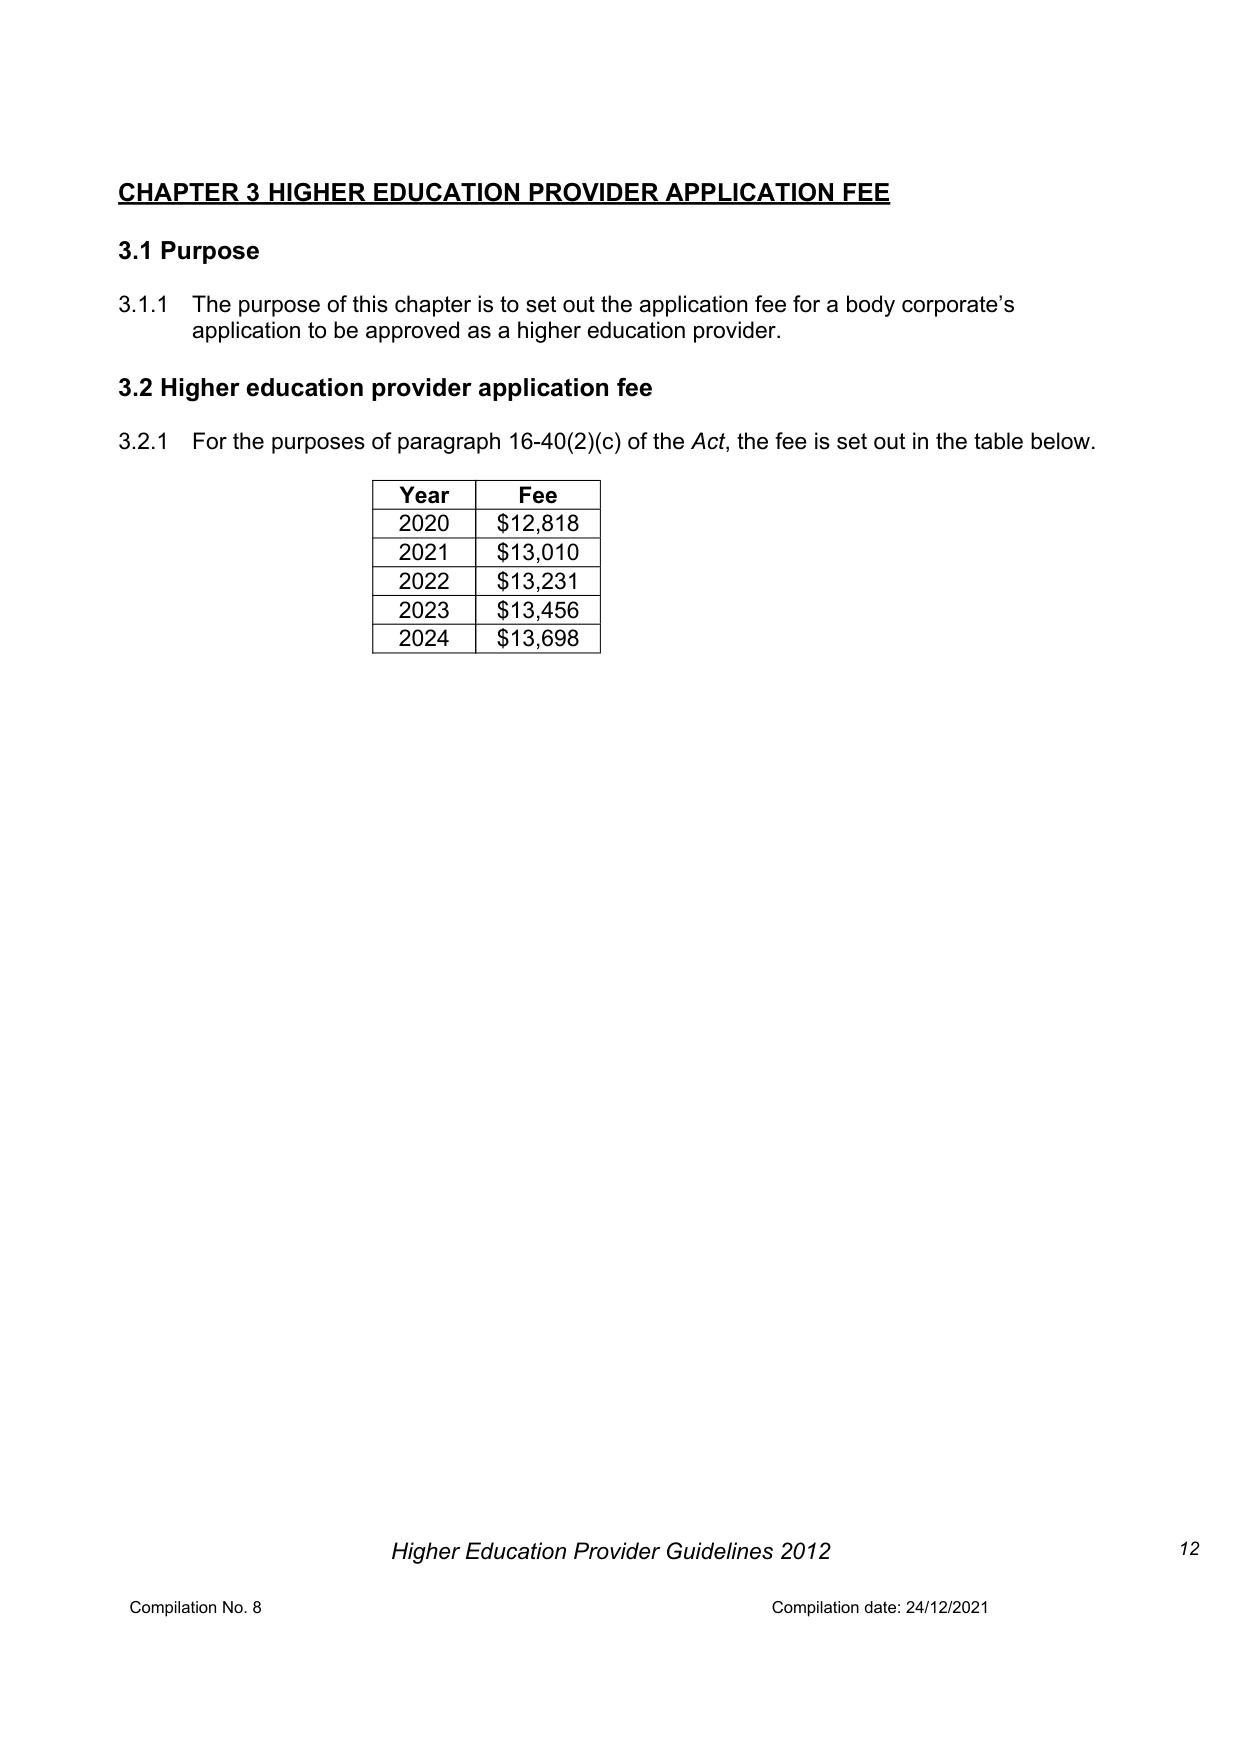 CHAPTER 3 HIGHER EDUCATION PROVIDER APPLICATION FEE
3.1 Purpose
3.1.1 The purpose of this chapter is to set out the application fee for a body corporate’s
application to be approved as a higher education provider.
3.2 Higher education provider application fee
3.2.1 For the purposes of paragraph 16-40(2)(c) of the Act, the fee is set out in the table below.
Year Fee
2020 $12,818
2021 $13,010
2022 $13,231
2023 $13,456
2024 $13,698
Higher Education Provider Guidelines 2012 12
Compilation No. 8 Compilation date: 24/12/2021